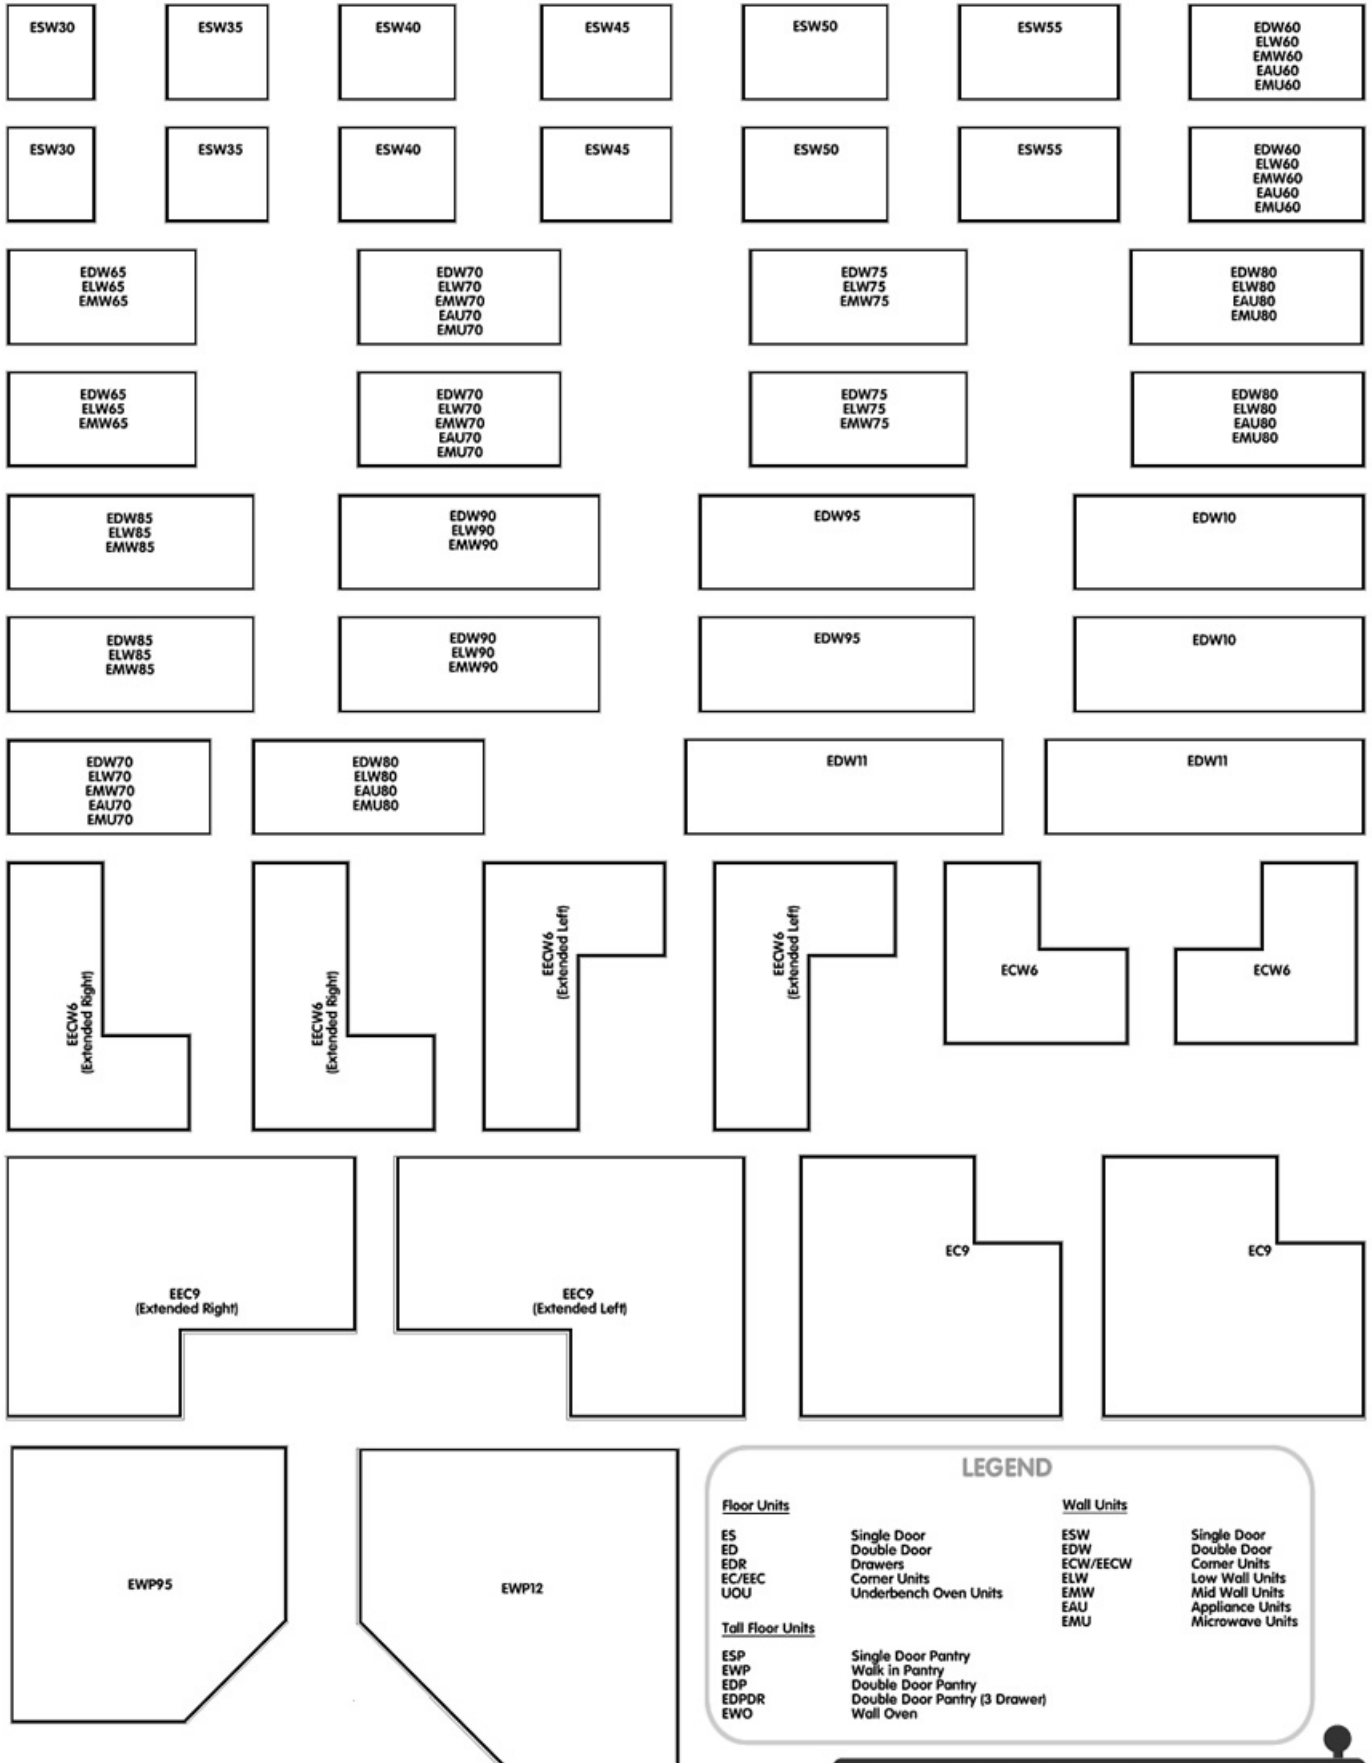 ESW30
ESW35
ESW40
ESW45
ESW50
ESW55
EDW60
ELW60
EMW60
EAU60
EMU60
ESW30
ESW35
ESW40
ESW45
ESW50
ESW55
EDW60
ELW60
EMW60
EAU60
EMU60
EDW65
ELW65
EMW65
EDW70
ELW70
EMW70
EAU70
EMU70
EDW75
ELW75
EMW75
EDW80
ELW80
EAU80
EMU80
EDW65
ELW65
EMW65
EDW70
ELW70
EMW70
EAU70
EMU70
EDW75
ELW75
EMW75
EDW80
ELW80
EAU80
EMU80
EDW85
ELW85
EMW85
EDW90
ELW90
EMW90
EDW95
EDW10
EDW85
ELW85
EMW85
EDW90
ELW90
EMW90
EDW95
EDW10
EDW70
ELW70
EMW70
EAU70
EMU70
EDW80
ELW80
EAU80
EMU80
EDW11
EDW11
EECW6
(Extended Right)
EECW6
(Extended Right)
EECW6
(Extended Left)
EECW6
(Extended Left)
ECW6
ECW6
EEC9
(Extended Right)
EEC9
(Extended Left)
EC9
EC9
EWP95
EWP12
LEGEND
Floor Units
ES Single Door
ED Double Door
EDR Drawers
EC/EEC Corner Units
UOU Underbench Oven Units
Tall Floor Units
ESP Single Door Pantry
EWP Walk in Pantry
EDP Double Door Pantry
EDPDR Double Door Pantry (3 Drawer)
EWO Wall Oven
Wall Units
ESW Single Door
EDW Double Door
ECW/EECW Corner Units
ELW Low Wall Units
EMW Mid Wall Units
EAU Appliance Units
EMU Microwave Units